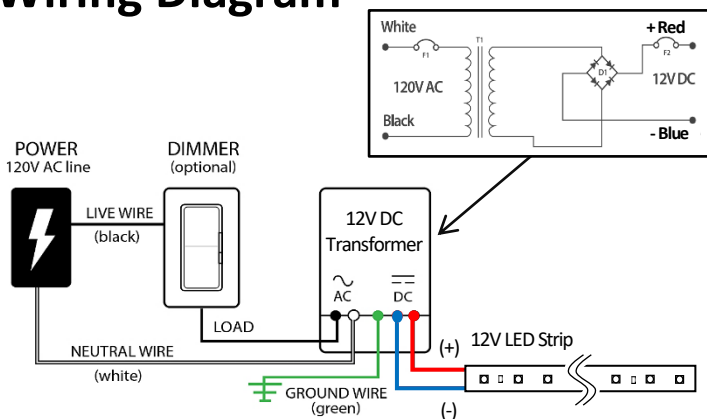 Wiring Diagram
White
F1
T1
120V AC
Black
D1
+ Red
F2
12V DC
- Blue
POWER
120V AC line
DIMMER
(optional)
LIVE WIRE
(black)
12V DC
Transformer
AC
DC
LOAD
NEUTRAL WIRE
(white)
GROUND WIRE
(green)
(+)
12V LED Strip
(-)